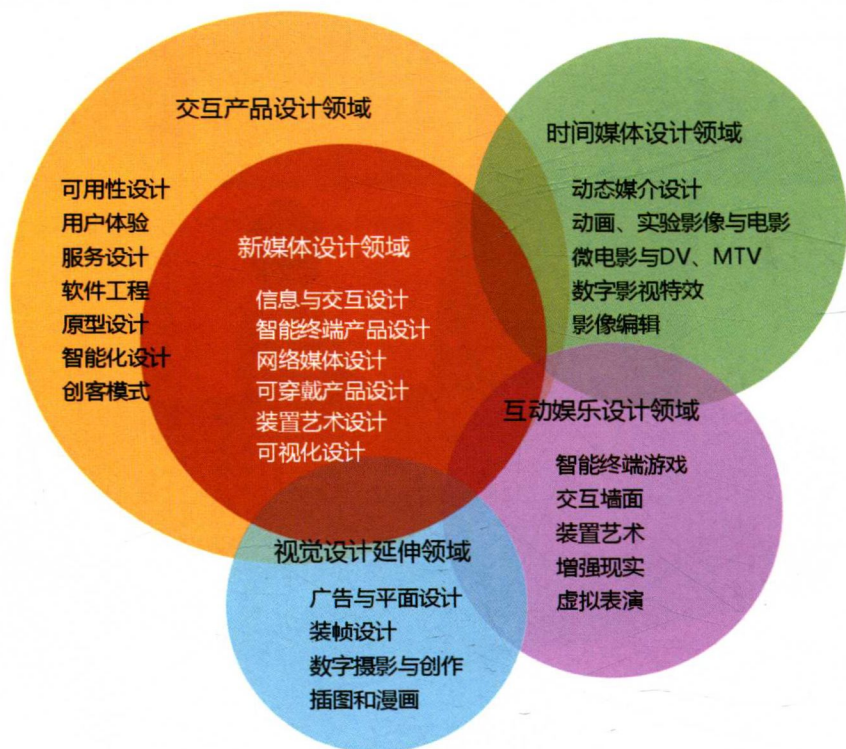 交互产品设计领域
可用性设计
用户体验
服务设计
软件工程
原型设计
智能化设计
创客模式
新媒体设计领域
信息与交互设计
智能终端产品设计
网络媒体设计
可穿戴产品设计
装置艺术设计
可视化设计
时间媒体设计领域
动态媒介设计
动画、实验影像与电影
微电影与DV、MTV
数字影视特效
影像编辑
互动娱乐设计领域
智能终端游戏
交互墙面
装置艺术
增强现实
虚拟表演
视觉设计延伸领域
广告与平面设计
装帧设计
数字摄影与创作
插图和漫画